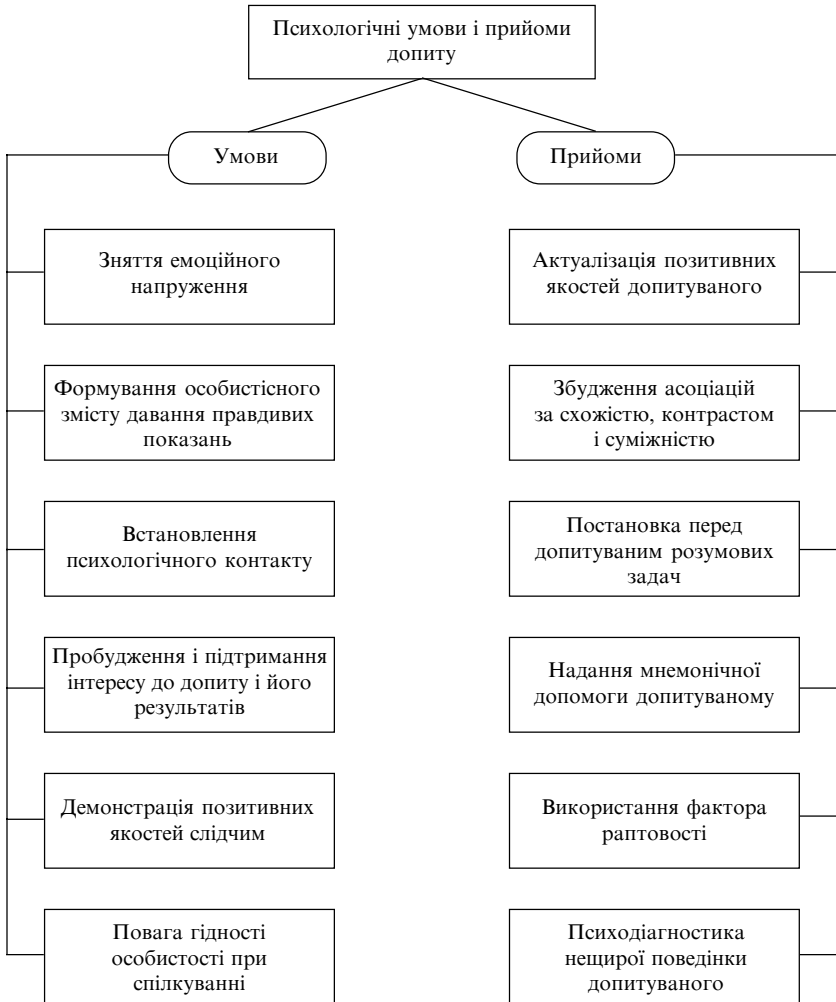 Психологічні умови і прийоми
допиту
Умови
Прийоми
Зняття емоційного
напруження
Формування особистісного
змісту давання правдивих
показань
Встановлення
психологічного контакту
Пробудження і підтримання
інтересу до допиту і його
результатів
Демонстрація позитивних
якостей слідчим
Повага гідності
особистості при
спілкуванні
Актуалізація позитивних
якостей допитуваного
Збудження асоціацій
за схожістю, контрастом
і суміжністю
Постановка перед
допитуваним розумових
задач
Надання мнемонічної
допомоги допитуваному
Використання фактора
раптовості
Психодіагностика
нещирої поведінки
допитуваного